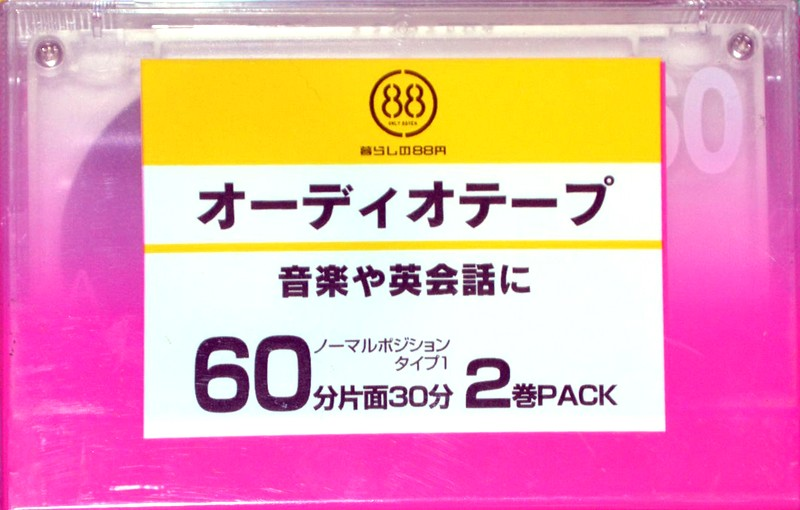 60
88
ONLY 88YEN
暮らしの88円
オーディオテープ
音楽や英会話に
ノーマルポジション
タイプ1
60分片面30分 2巻PACK